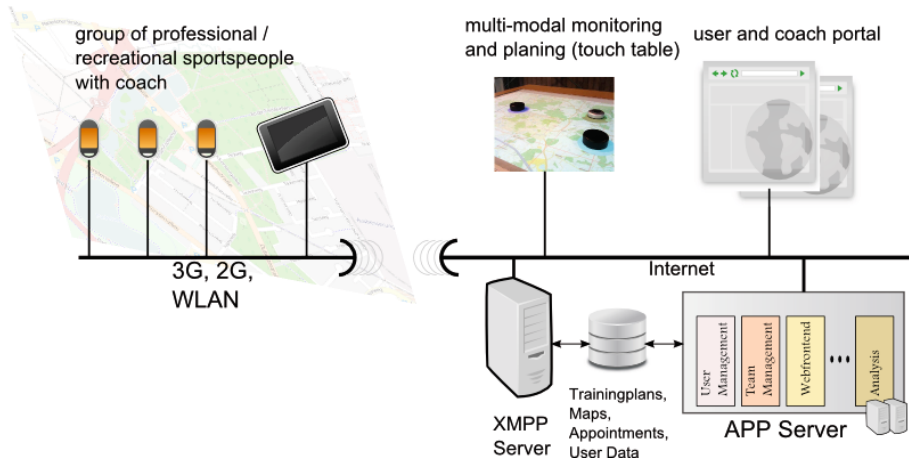 group of professional /
recreational sportspeople
with coach
multi-modal monitoring
and planing (touch table)
user and coach portal
3G, 2G,
WLAN
Internet
XMPP
Server
Trainingplans,
Maps,
Appointments,
User Data
User
Management
Team
Management
Webfrontend
•••
Analysis
APP Server